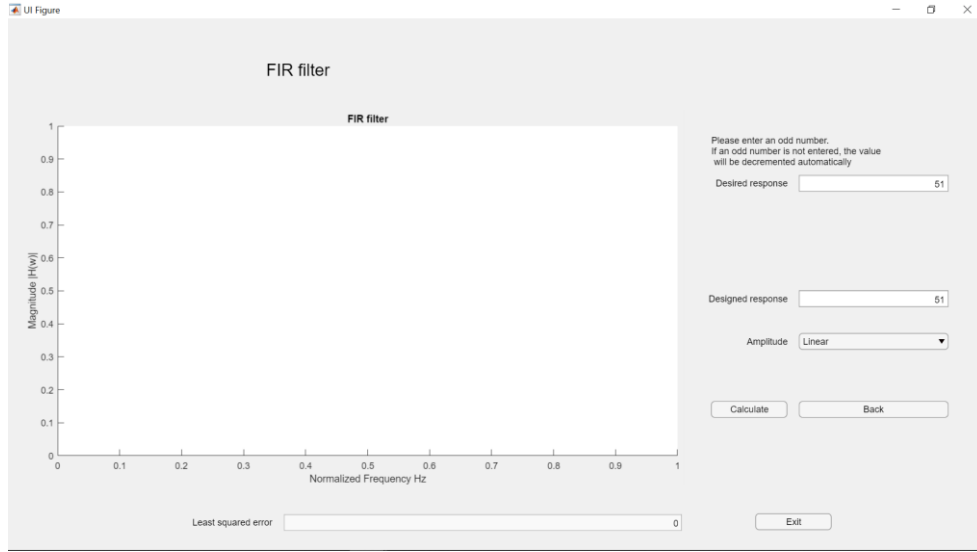 UI Figure
FIR filter
FIR filter
Please enter an odd number.
If an odd number is not entered, the value
will be decremented automatically
Desired response 51
Designed response 51
Amplitude Linear
Calculate Back
Magnitude |H(w)|
1
0.9
0.8
0.7
0.6
0.5
0.4
0.3
0.2
0.1
0
0 0.1 0.2 0.3 0.4 0.5 0.6 0.7 0.8 0.9 1
Normalized Frequency Hz
Least squared error 0
Exit